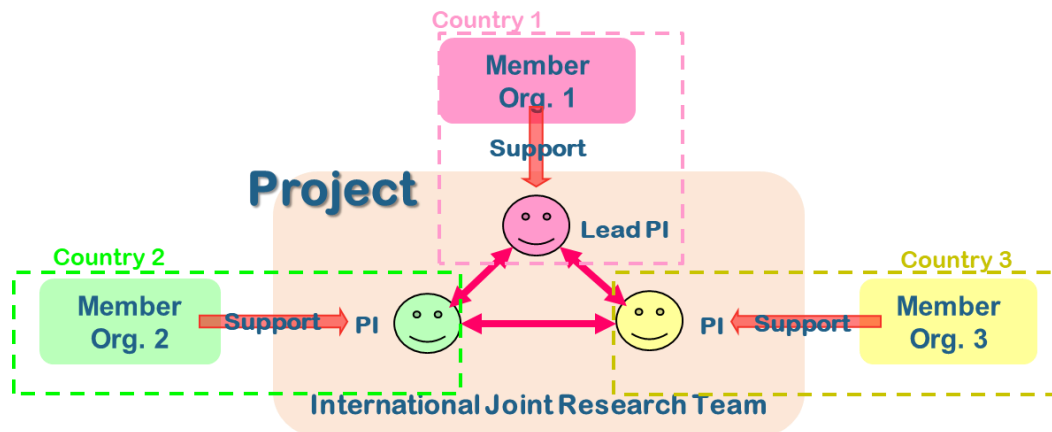 Country 1
Member
Org. 1
Support
Project
Lead PI
Country 2
Country 3
Member
Org. 2
Support
PI
PI
Support
Member
Org. 3
International Joint Research Team